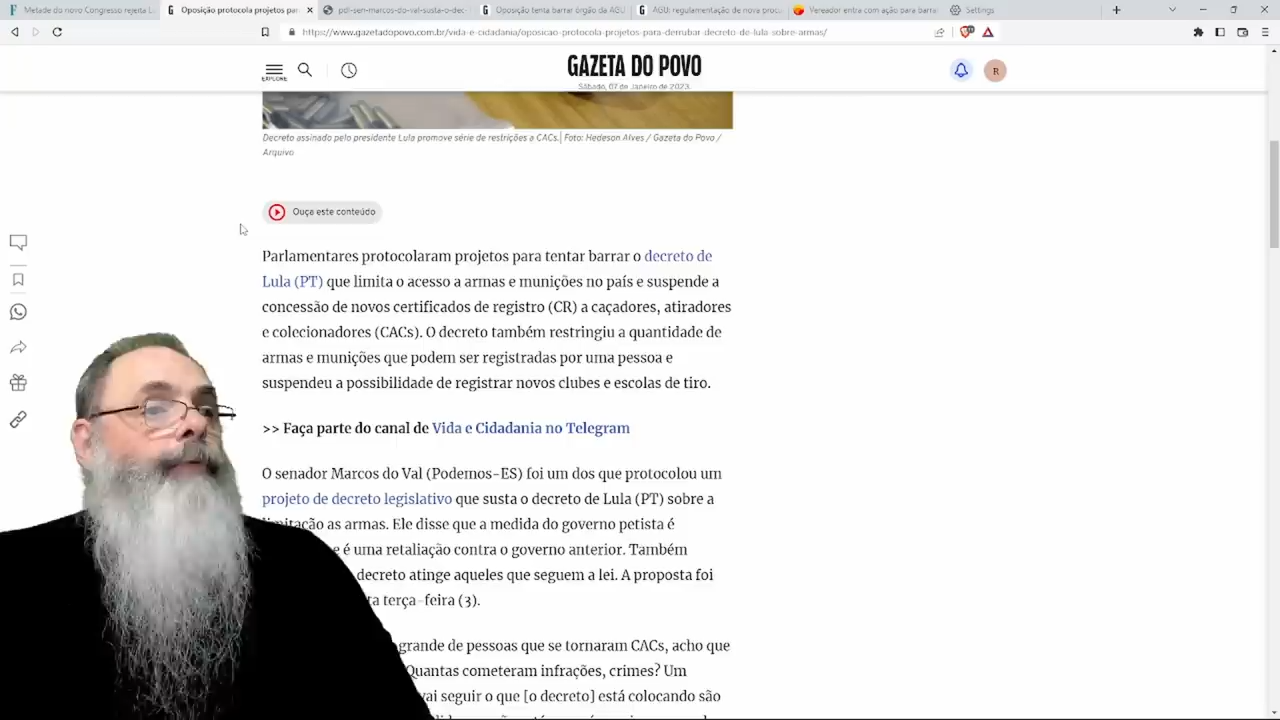 Metade do novo Congresso rejeita L
Oposição protocola projetos par
pdl-sen-marcos-do-val-susta-o-dec-
Oposição tenta barrar órgão da AGU
AGU: regulamentação de nova procu
Vereador entra com ação para barra
Settings
https://www.gazetadopovo.com.br/vida-e-cidadania/oposicao-protocola-projetos-para-derrubar-decreto-de-lula-sobre-armas/
EXPLORE
GAZETA DO POVO
Sábado, 07 de Janeiro de 2023.
R
Decreto assinado pelo presidente Lula promove série de restrições a CACs.| Foto: Hedeson Alves / Gazeta do Povo /
Arquivo
Ouça este conteúdo
Parlamentares protocolaram projetos para tentar barrar o decreto de
Lula (PT) que limita o acesso a armas e munições no país e suspende a
concessão de novos certificados de registro (CR) a caçadores, atiradores
e colecionadores (CACs). O decreto também restringiu a quantidade de
armas e munições que podem ser registradas por uma pessoa e
suspendeu a possibilidade de registrar novos clubes e escolas de tiro.
>> Faça parte do canal de Vida e Cidadania no Telegram
O senador Marcos do Val (Podemos-ES) foi um dos que protocolou um
projeto de decreto legislativo que susta o decreto de Lula (PT) sobre a
limitação as armas. Ele disse que a medida do governo petista é
e é uma retaliação contra o governo anterior. Também
decreto atinge aqueles que seguem a lei. A proposta foi
ta terça-feira (3).
grande de pessoas que se tornaram CACs, acho que
Quantas cometeram infrações, crimes? Um
vai seguir o que [o decreto] está colocando são